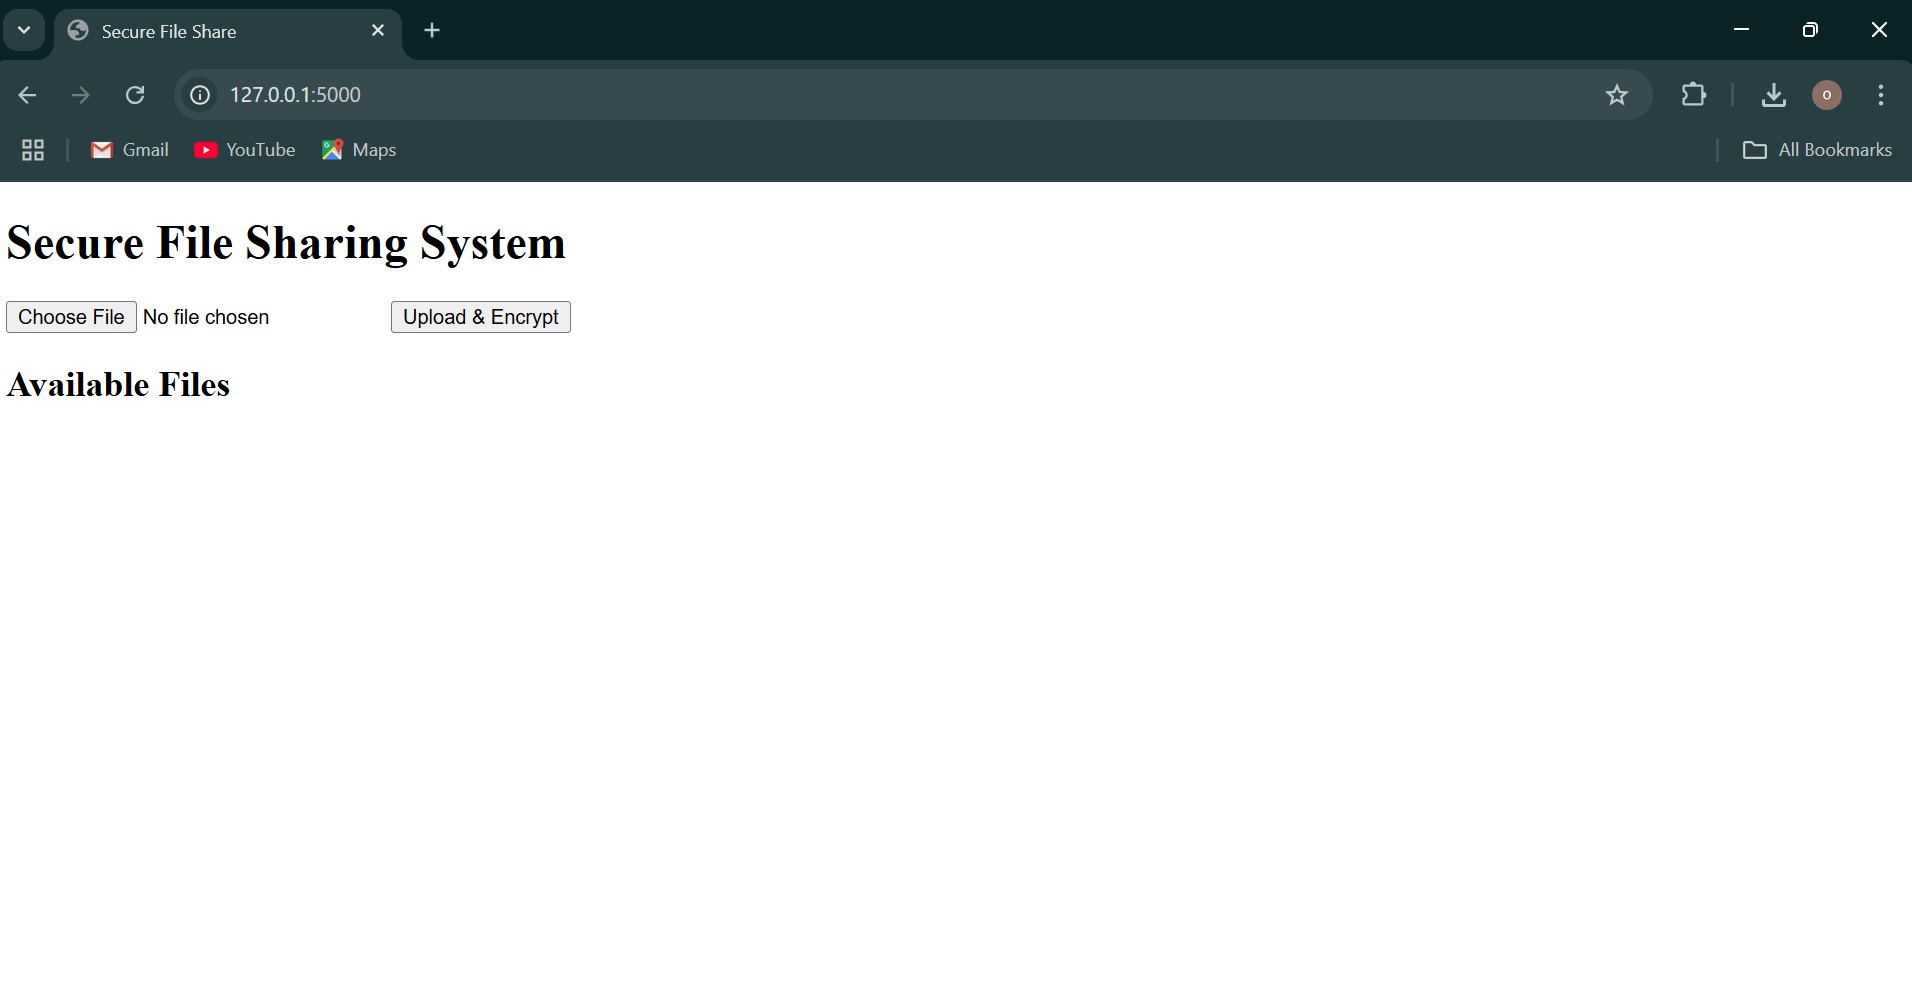 Secure File Share
127.0.0.1:5000
O
Gmail YouTube Maps All Bookmarks
Secure File Sharing System
Choose File No file chosen Upload & Encrypt
Available Files